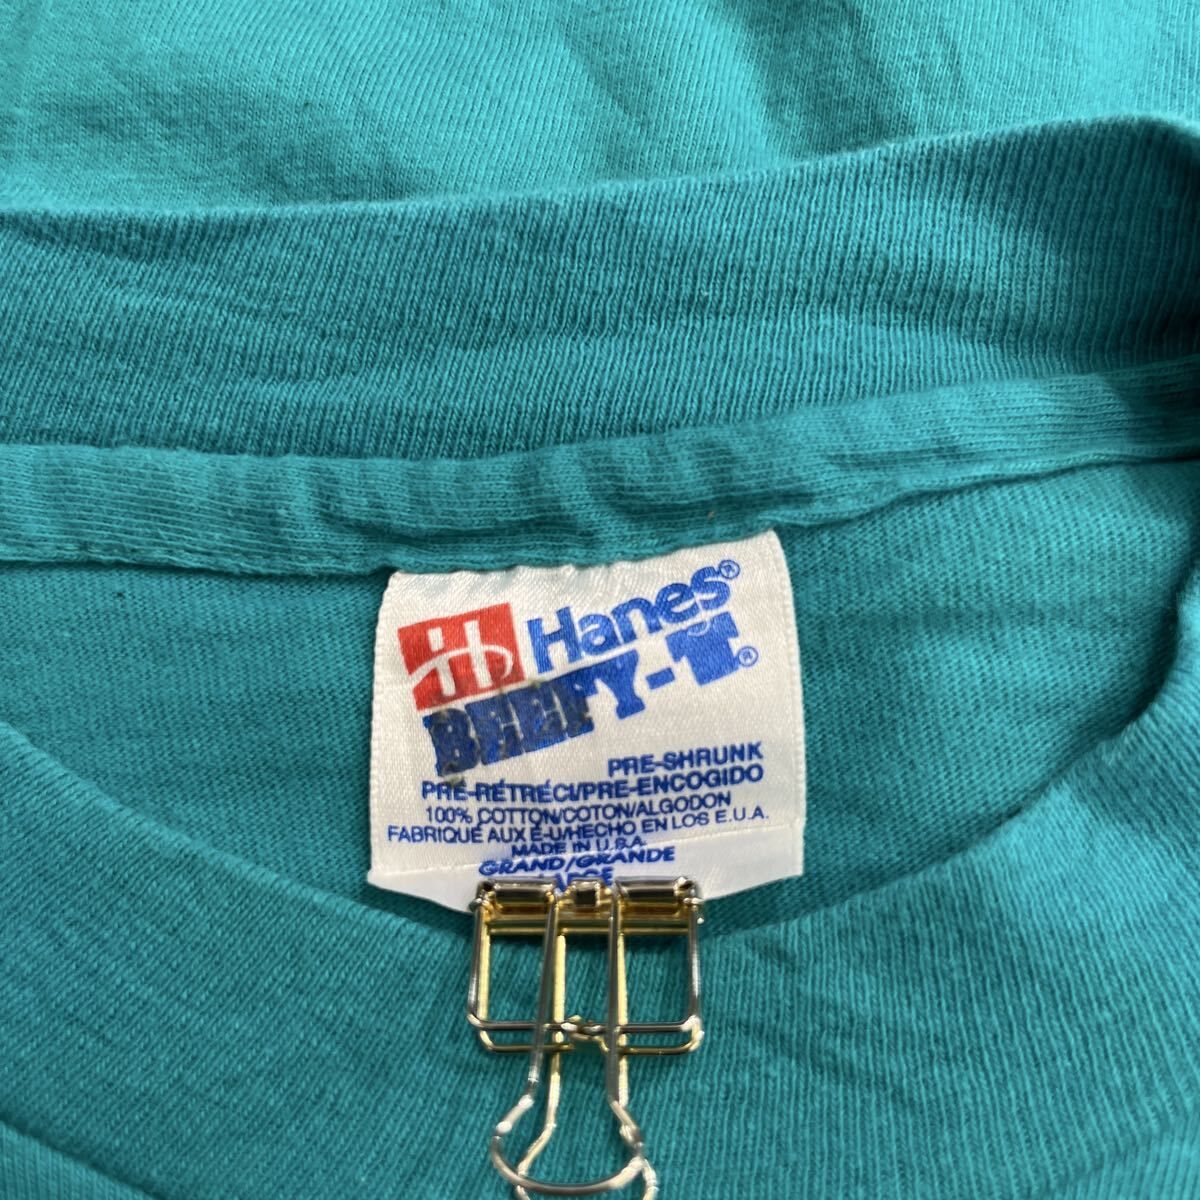 H Hanes®
BEEFY-T®
PRE-SHRUNK
PRE-RÉTRÉCI/PRE-ENCOGIDO
100% COTTON/COTON/ALGODON
FABRIQUÉ AUX É-U/HECHO EN LOS E.U.A.
MADE IN U.S.A.
GRAND/GRANDE
LARGE